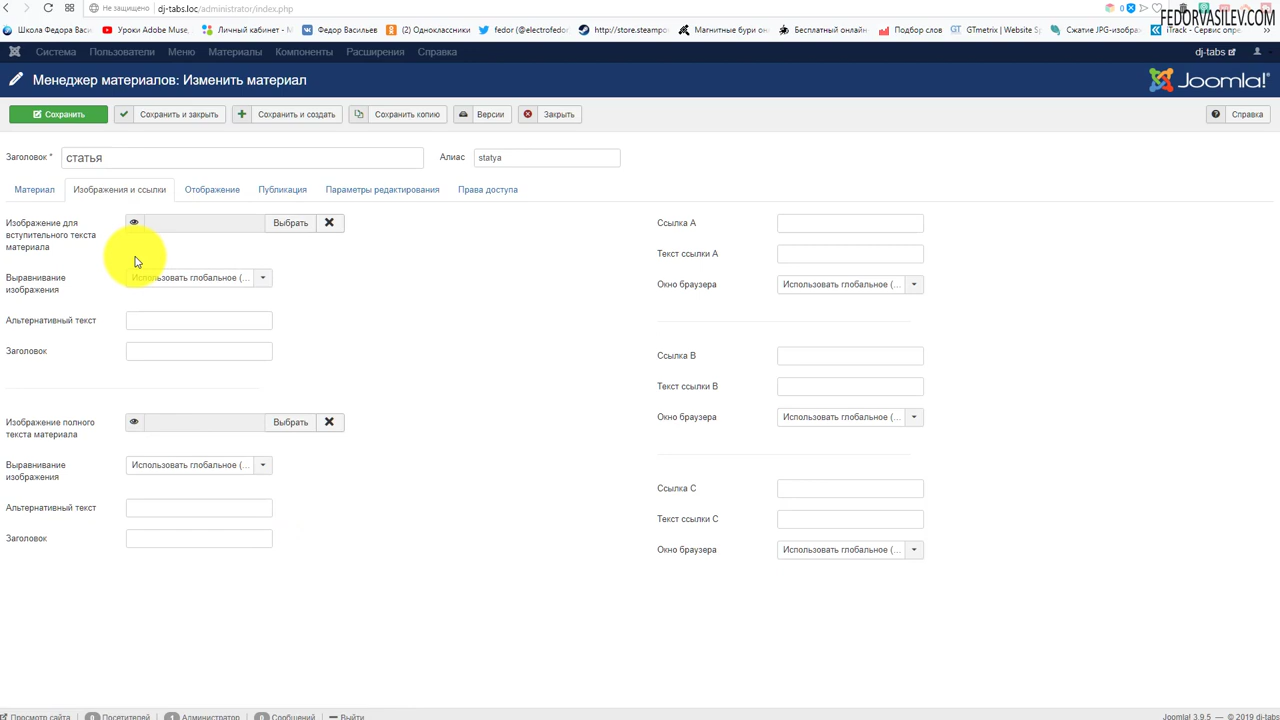 Не защищено dj-tabs.loc/administrator/index.php
FEDORVASILEV.COM
Школа Федора Васи. Уроки Adobe Muse. Личный кабинет - М Федор Васильев (1) Одноклассники fedor (@electrofedor http://store.steampo Магнитные бури он Бесплатный онлайн Подбор слов GTmetrix | Website Sp Сжатие JPG-изображ iTrack - Сервис опре
Система Пользователи Меню Материалы Компоненты Расширения Справка dj-tabs
Менеджер материалов: Изменить материал Joomla!®
Сохранить Сохранить и закрыть Сохранить и создать Сохранить копию Версии Закрыть Справка
Заголовок * статья Алиас statya
Материал Изображения и ссылки Отображение Публикация Параметры редактирования Права доступа
Изображение для
вступительного текста
материала
Выбрать
Выравнивание
изображения
Использовать глобальное (...
Альтернативный текст
Заголовок
Изображение полного
текста материала
Выбрать
Выравнивание
изображения
Использовать глобальное (...
Альтернативный текст
Заголовок
Ссылка A
Текст ссылки A
Окно браузера Использовать глобальное (...
Ссылка B
Текст ссылки B
Окно браузера Использовать глобальное (...
Ссылка C
Текст ссылки C
Окно браузера Использовать глобальное (...
Просмотр сайта 0 Посетителей 1 Администратор 0 Сообщений Выйти Joomla! 3.9.5 — © 2019 dj-tabs